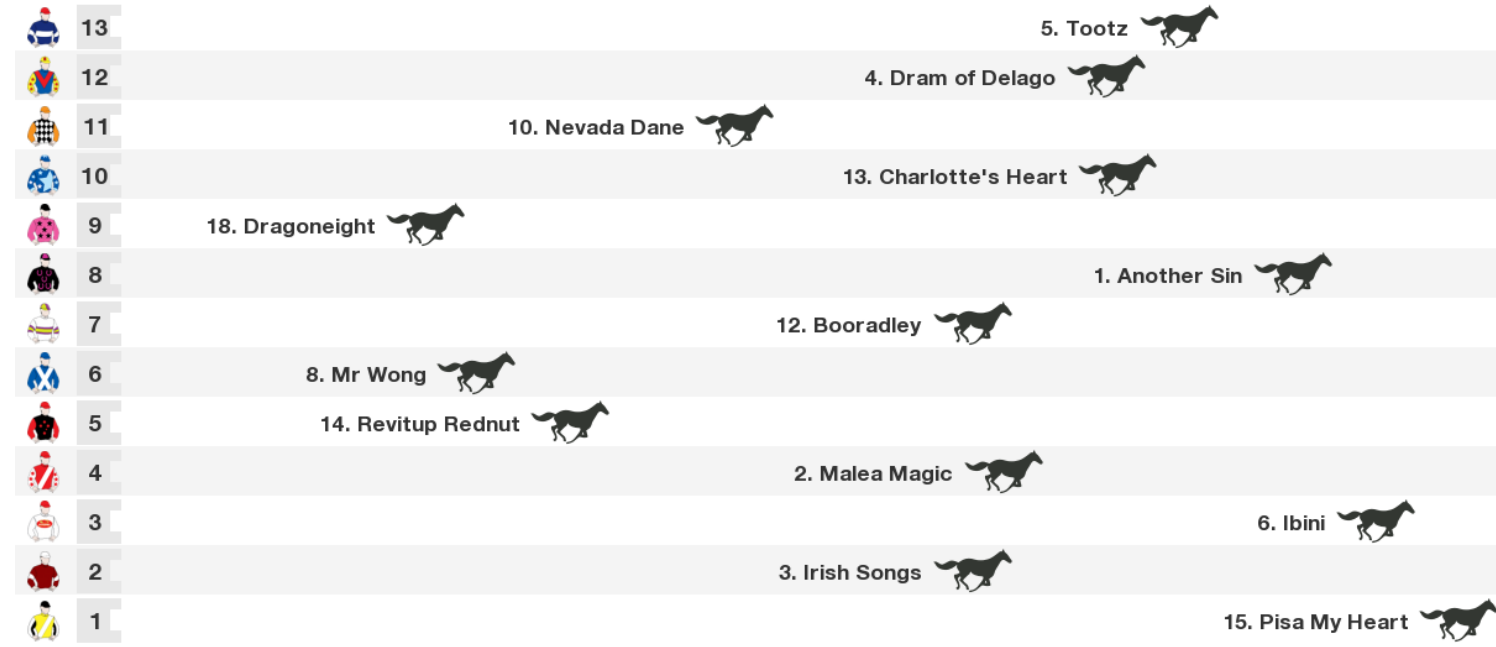 13 5. Tootz
12 4. Dram of Delago
11 10. Nevada Dane
10 13. Charlotte's Heart
9 18. Dragoneight
8 1. Another Sin
7 12. Booradley
6 8. Mr Wong
5 14. Revitup Rednut
4 2. Malea Magic
3 6. Ibini
2 3. Irish Songs
1 15. Pisa My Heart